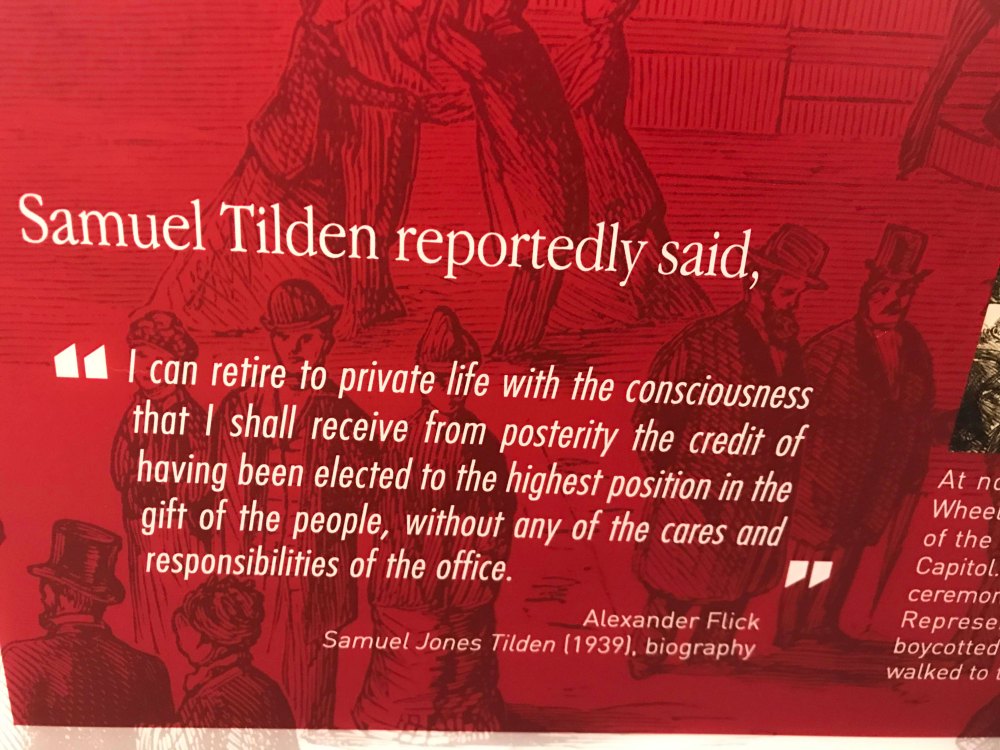 Samuel Tilden reportedly said,
“I can retire to private life with the consciousness
that I shall receive from posterity the credit of
having been elected to the highest position in the
gift of the people, without any of the cares and
responsibilities of the office.”
Alexander Flick
Samuel Jones Tilden (1939), biography
At no
Wheel
of the
Capitol.
ceremon
Represe
boycotted
walked to